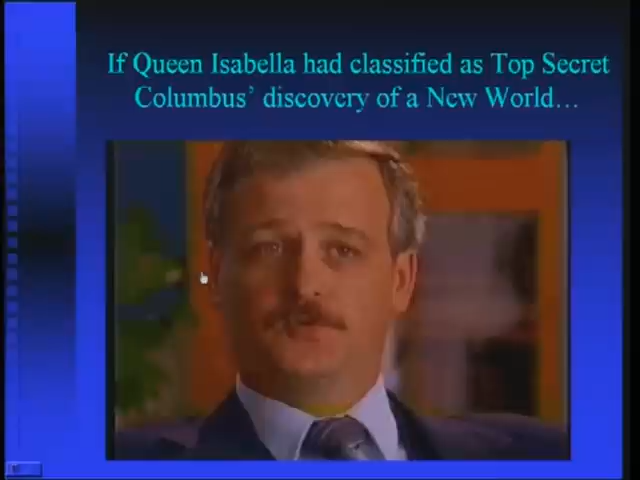 If Queen Isabella had classified as Top Secret
Columbus' discovery of a New World…